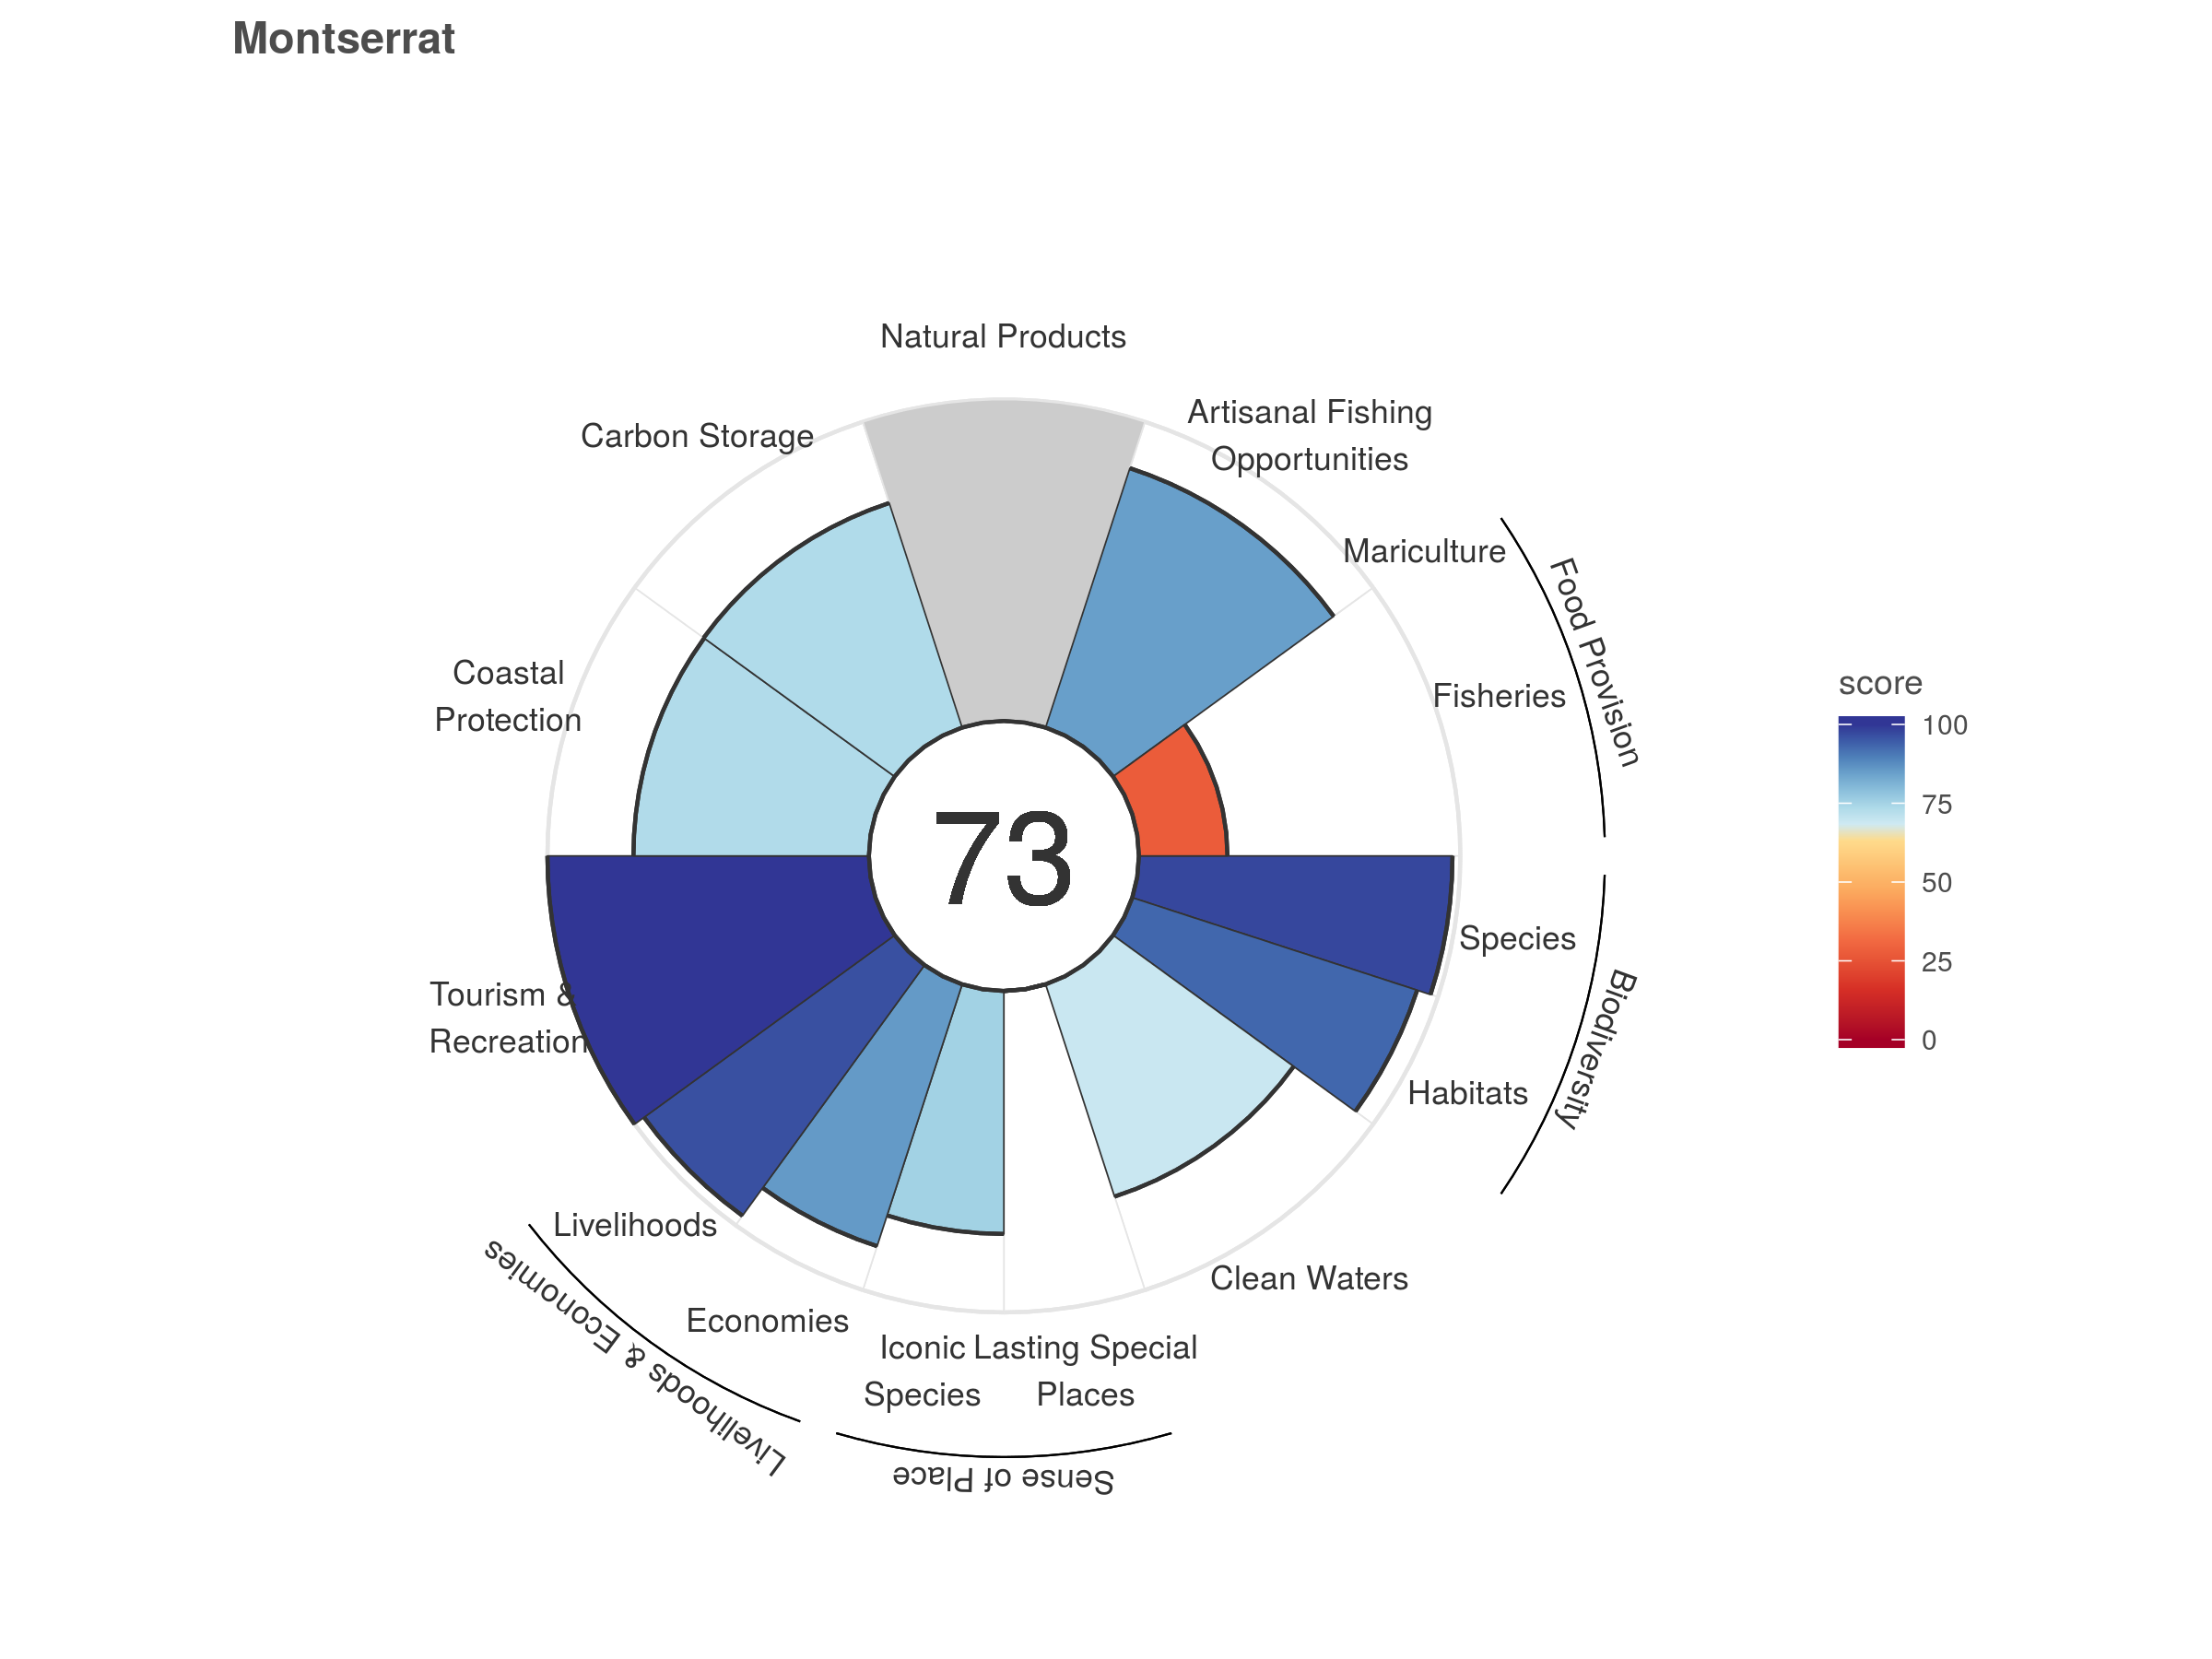 Montserrat
Natural Products
Artisanal Fishing
Opportunities
Carbon Storage
Mariculture
Food Provision
Fisheries
Coastal
Protection
score
100
75
50
25
0
73
Species
Biodiversity
Habitats
Tourism &
Recreation
Livelihoods
Clean Waters
Economies
Livelihoods & Economies
Iconic
Species
Lasting Special
Places
Sense of Place